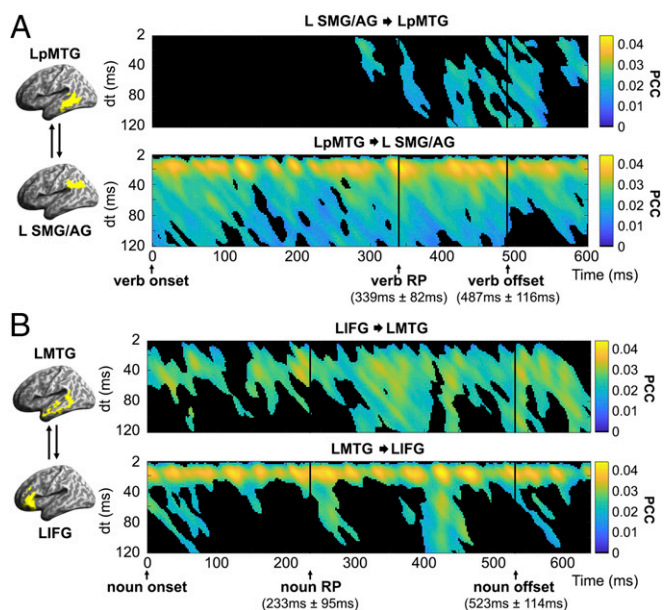 A
L SMG/AG ➡ LpMTG
LpMTG
L SMG/AG
dt (ms)
2
40
80
120
0.04
0.03
0.02
0.01
0
PCC
LpMTG ➡ L SMG/AG
dt (ms)
2
40
80
120
0.04
0.03
0.02
0.01
0
PCC
0 100 200 300 400 500 600 Time (ms)
verb onset verb RP verb offset
(339ms ± 82ms) (487ms ± 116ms)
B
LIFG ➡ LMTG
LMTG
LIFG
dt (ms)
2
40
80
120
0.04
0.03
0.02
0.01
0
PCC
LMTG ➡ LIFG
dt (ms)
2
40
80
120
0.04
0.03
0.02
0.01
0
PCC
0 100 200 300 400 500 600 Time (ms)
noun onset noun RP noun offset
(233ms ± 95ms) (523ms ± 114ms)